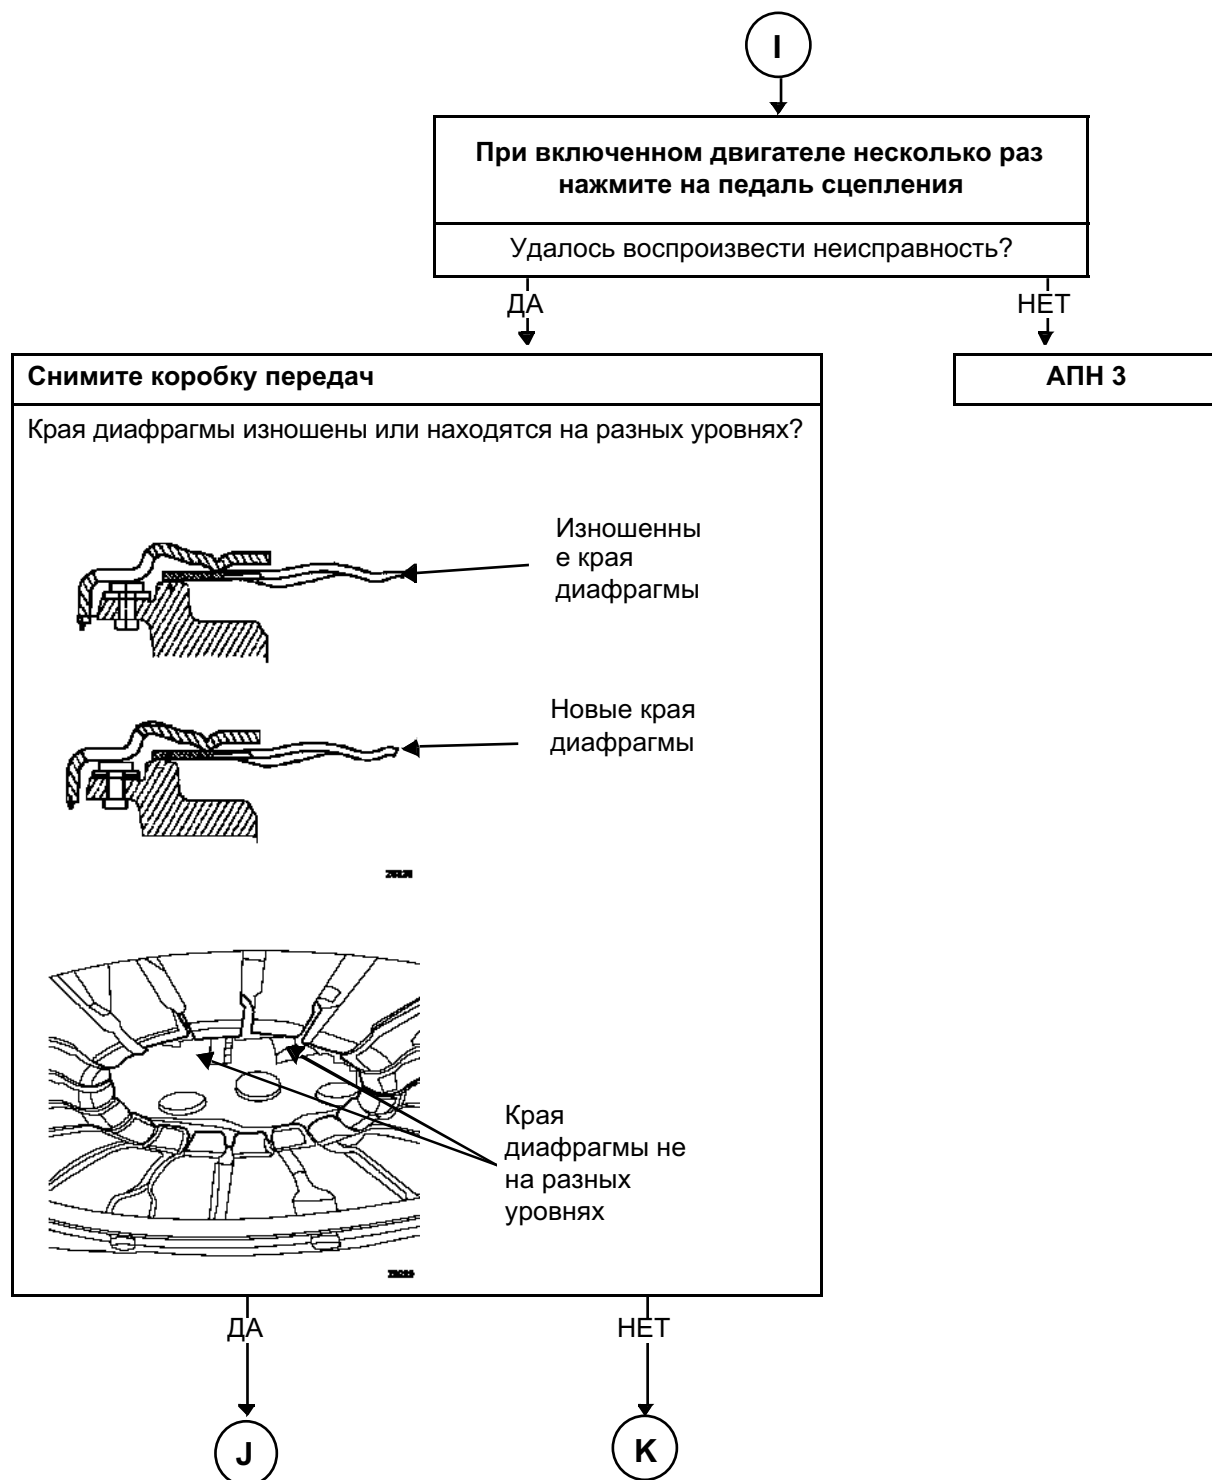 I
При включенном двигателе несколько раз
нажмите на педаль сцепления
Удалось воспроизвести неисправность?
ДА
НЕТ
Снимите коробку передач
АПН 3
Края диафрагмы изношены или находятся на разных уровнях?
Изношенны
е края
диафрагмы
Новые края
диафрагмы
Края
диафрагмы не
на разных
уровнях
ДА
НЕТ
J
K